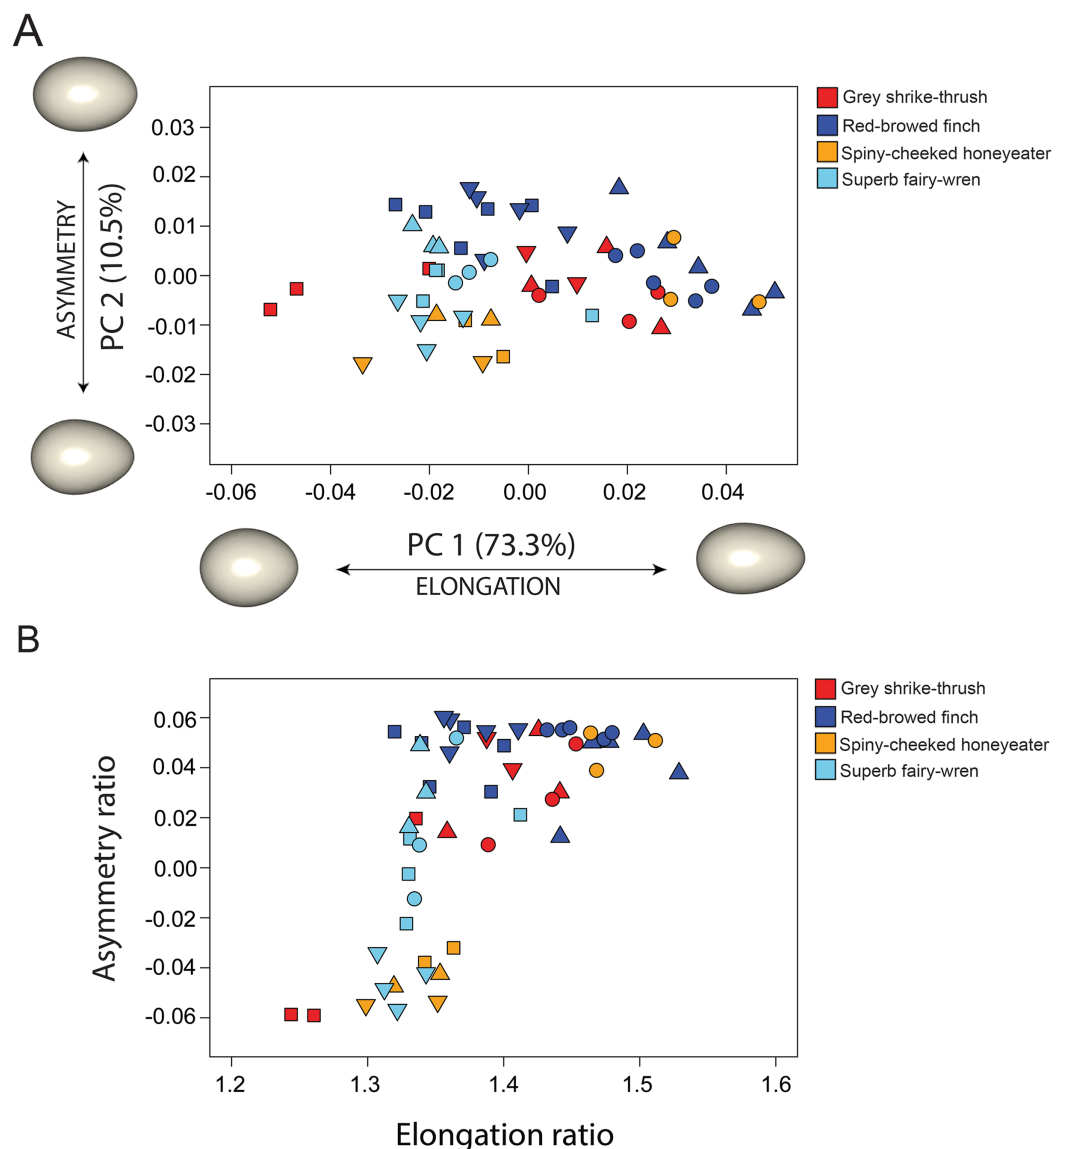 A
Grey shrike-thrush
Red-browed finch
Spiny-cheeked honeyeater
Superb fairy-wren
ASYMMETRY
PC 2 (10.5%)
0.03
0.02
0.01
0.00
-0.01
-0.02
-0.03
-0.06 -0.04 -0.02 0.00 0.02 0.04
PC 1 (73.3%)
ELONGATION
B
Grey shrike-thrush
Red-browed finch
Spiny-cheeked honeyeater
Superb fairy-wren
Asymmetry ratio
0.06
0.04
0.02
0.00
-0.02
-0.04
-0.06
1.2 1.3 1.4 1.5 1.6
Elongation ratio